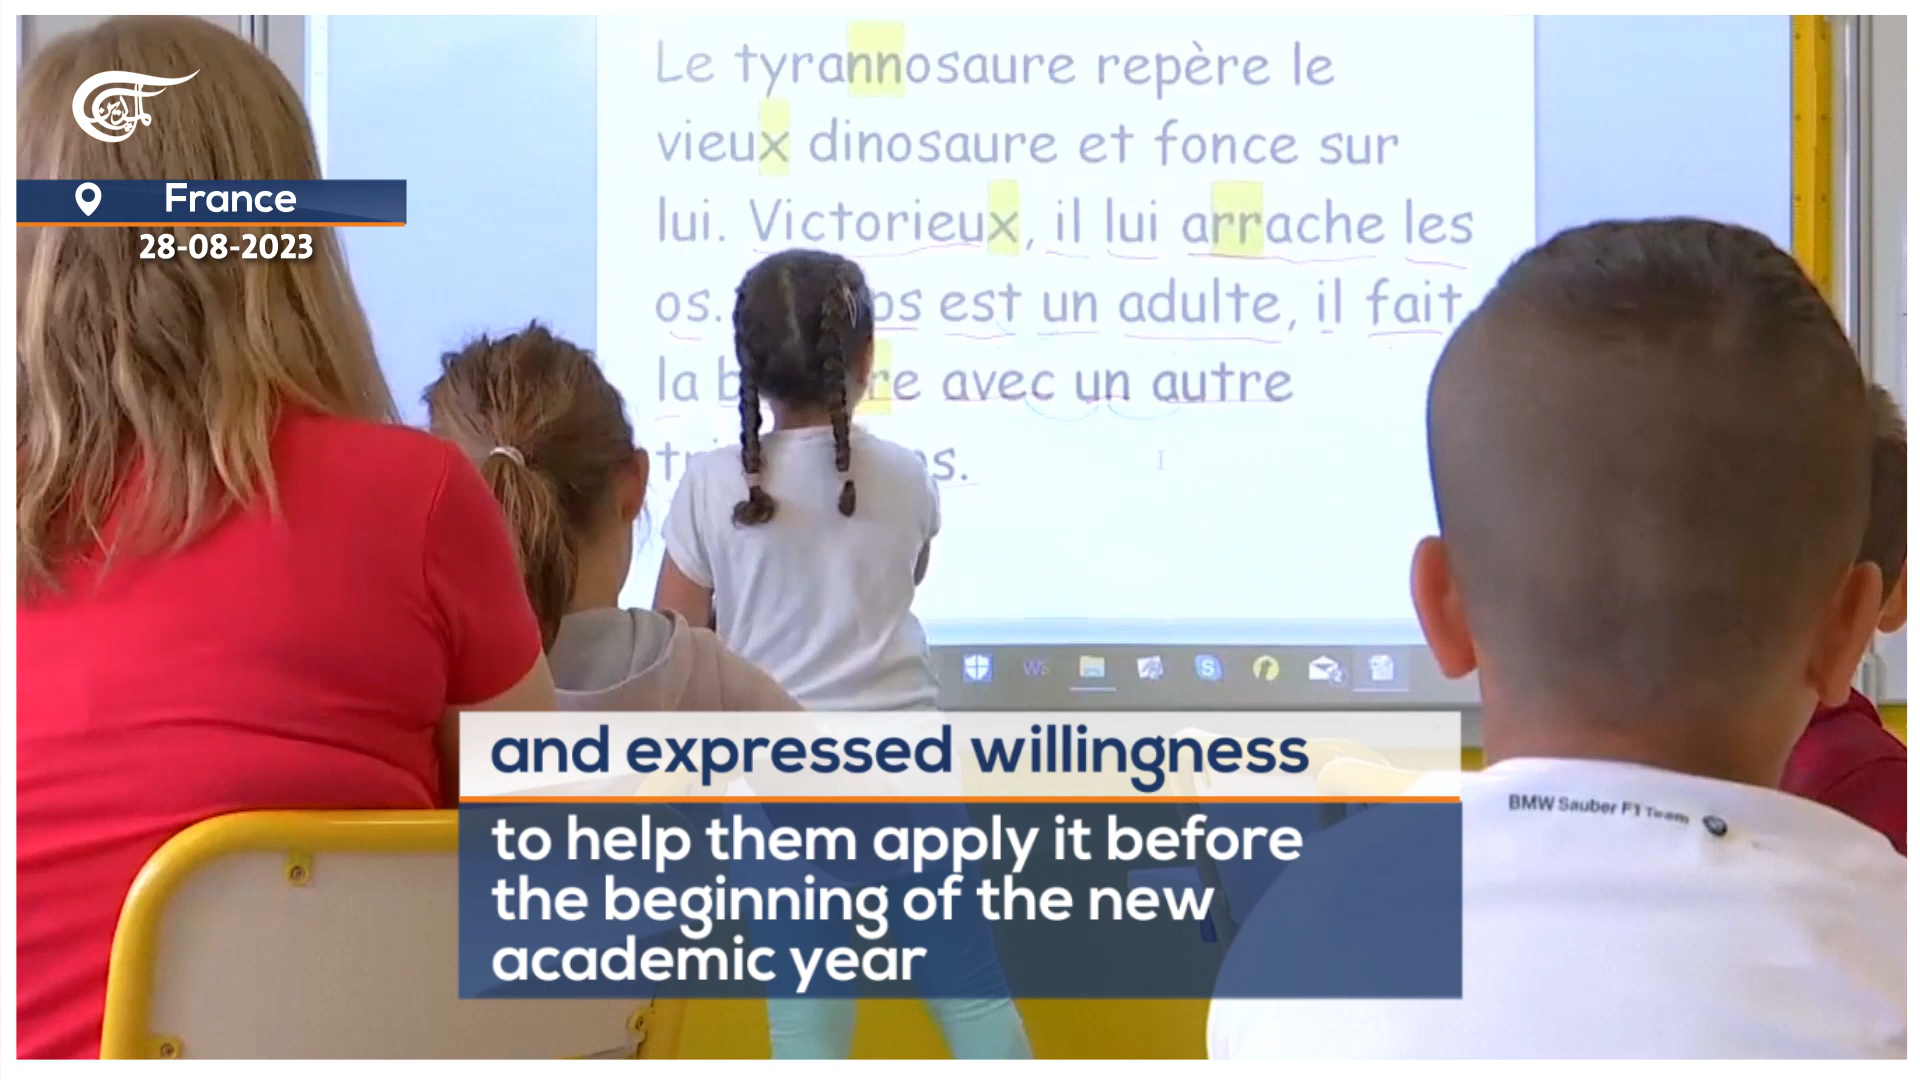 الميادين
France
28-08-2023
Le tyrannosaure repère le
vieux dinosaure et fonce sur
lui. Victorieux, il lui arrache les
os. est un adulte, il fait
la avec un autre
BMW Sauber F1 Team
and expressed willingness
to help them apply it before
the beginning of the new
academic year